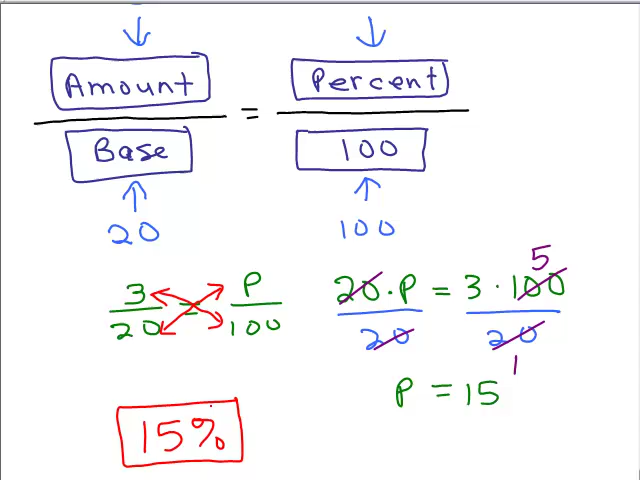 Amount = Percent
Base 100
20 100
3/20 = P/100
20 · P = 3 · 100 5
20 20 1
P = 15
15%